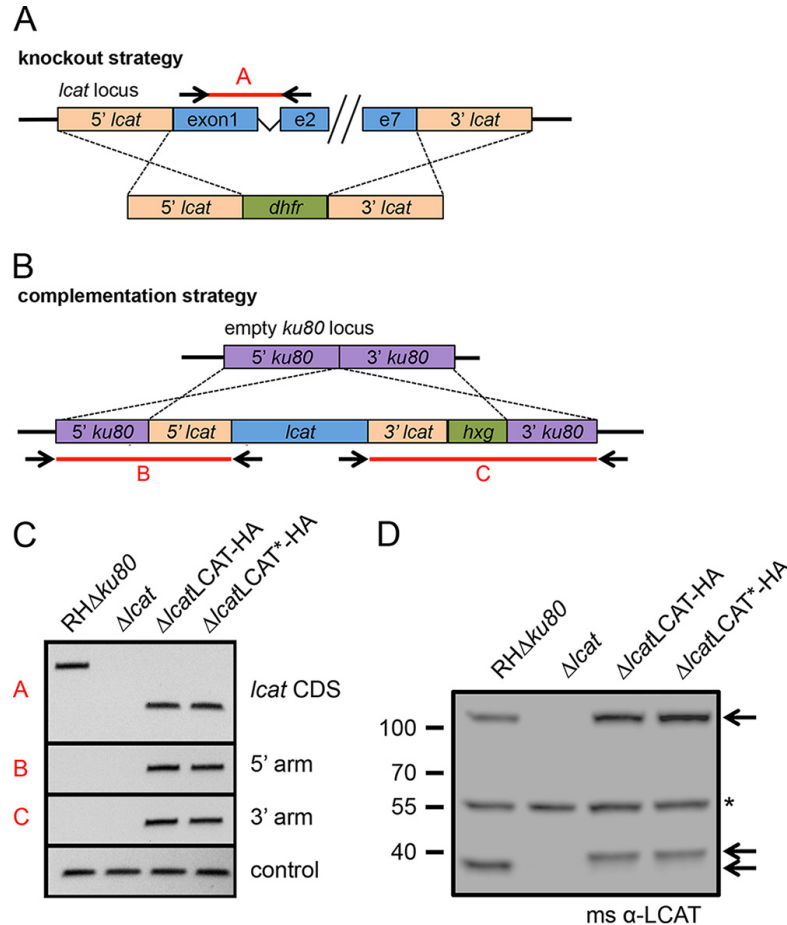 A
knockout strategy
lcat locus
A
5' lcat exon1 e2 e7 3' lcat
5' lcat dhfr 3' lcat
B
complementation strategy
empty ku80 locus
5' ku80 3' ku80
5' ku80 5' lcat lcat 3' lcat hxg 3' ku80
B C
C
RHΔku80 Δlcat ΔlcatLCAT-HA ΔlcatLCAT*-HA
A lcat CDS
B 5' arm
C 3' arm
control
D
RHΔku80 Δlcat ΔlcatLCAT-HA ΔlcatLCAT*-HA
100
70
55 *
40
ms α-LCAT